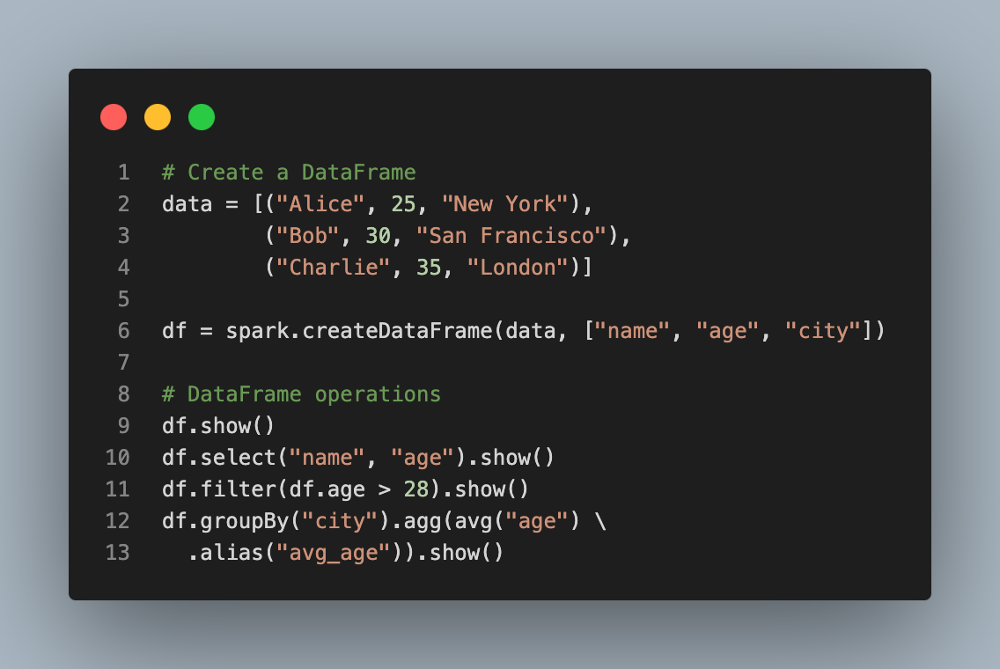 1 # Create a DataFrame
2 data = [("Alice", 25, "New York"),
3         ("Bob", 30, "San Francisco"),
4         ("Charlie", 35, "London")]
5
6 df = spark.createDataFrame(data, ["name", "age", "city"])
7
8 # DataFrame operations
9 df.show()
10 df.select("name", "age").show()
11 df.filter(df.age > 28).show()
12 df.groupBy("city").agg(avg("age") \
13   .alias("avg_age")).show()